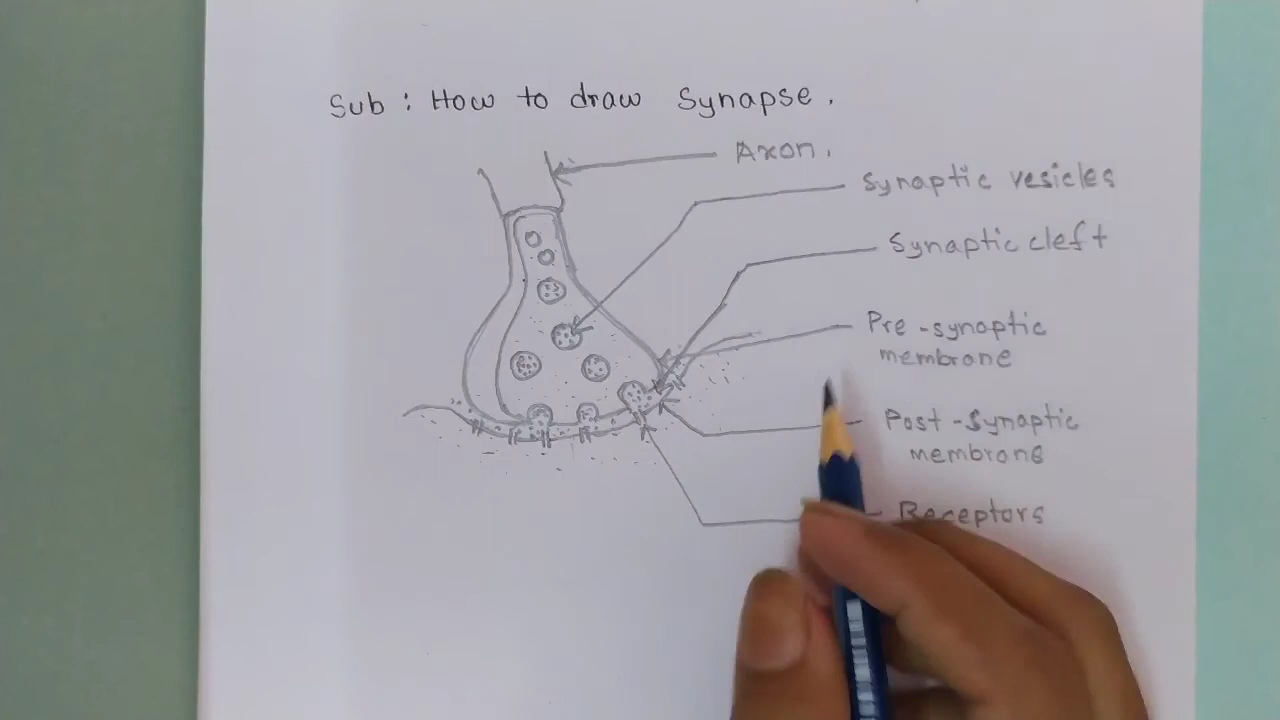 Sub : How to draw Synapse.
Axon.
Synaptic vesicles
Synaptic cleft
Pre-synaptic
membrane
Post-Synaptic
membrane
Receptors